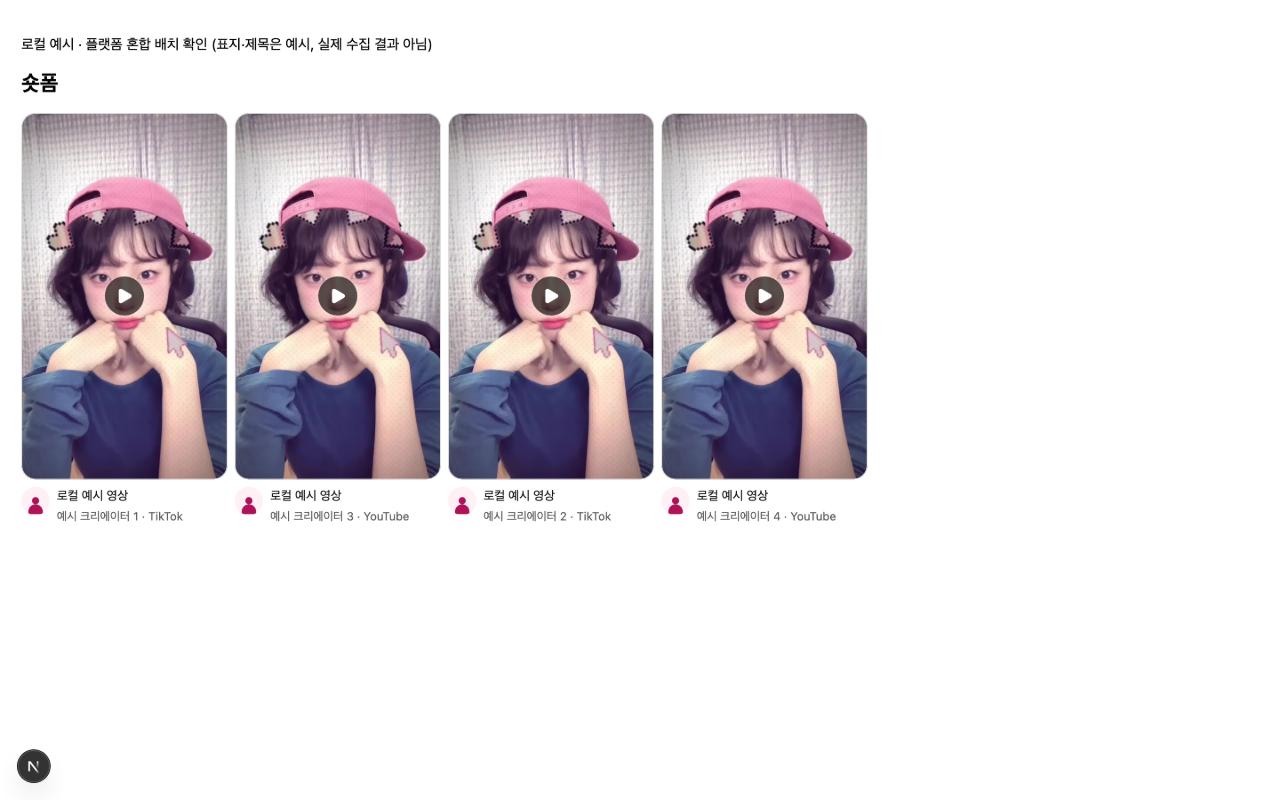 로컬 예시 · 플랫폼 혼합 배치 확인 (표지·제목은 예시, 실제 수집 결과 아님)
숏폼
로컬 예시 영상
예시 크리에이터 1 · TikTok
로컬 예시 영상
예시 크리에이터 3 · YouTube
로컬 예시 영상
예시 크리에이터 2 · TikTok
로컬 예시 영상
예시 크리에이터 4 · YouTube
N